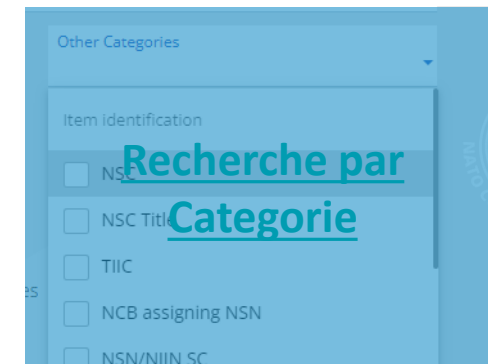 Other Categories
Item identification
NSC
Recherche par
NSC Title
Categorie
TIIC
NCB assigning NSN
NSN/NIIN SC